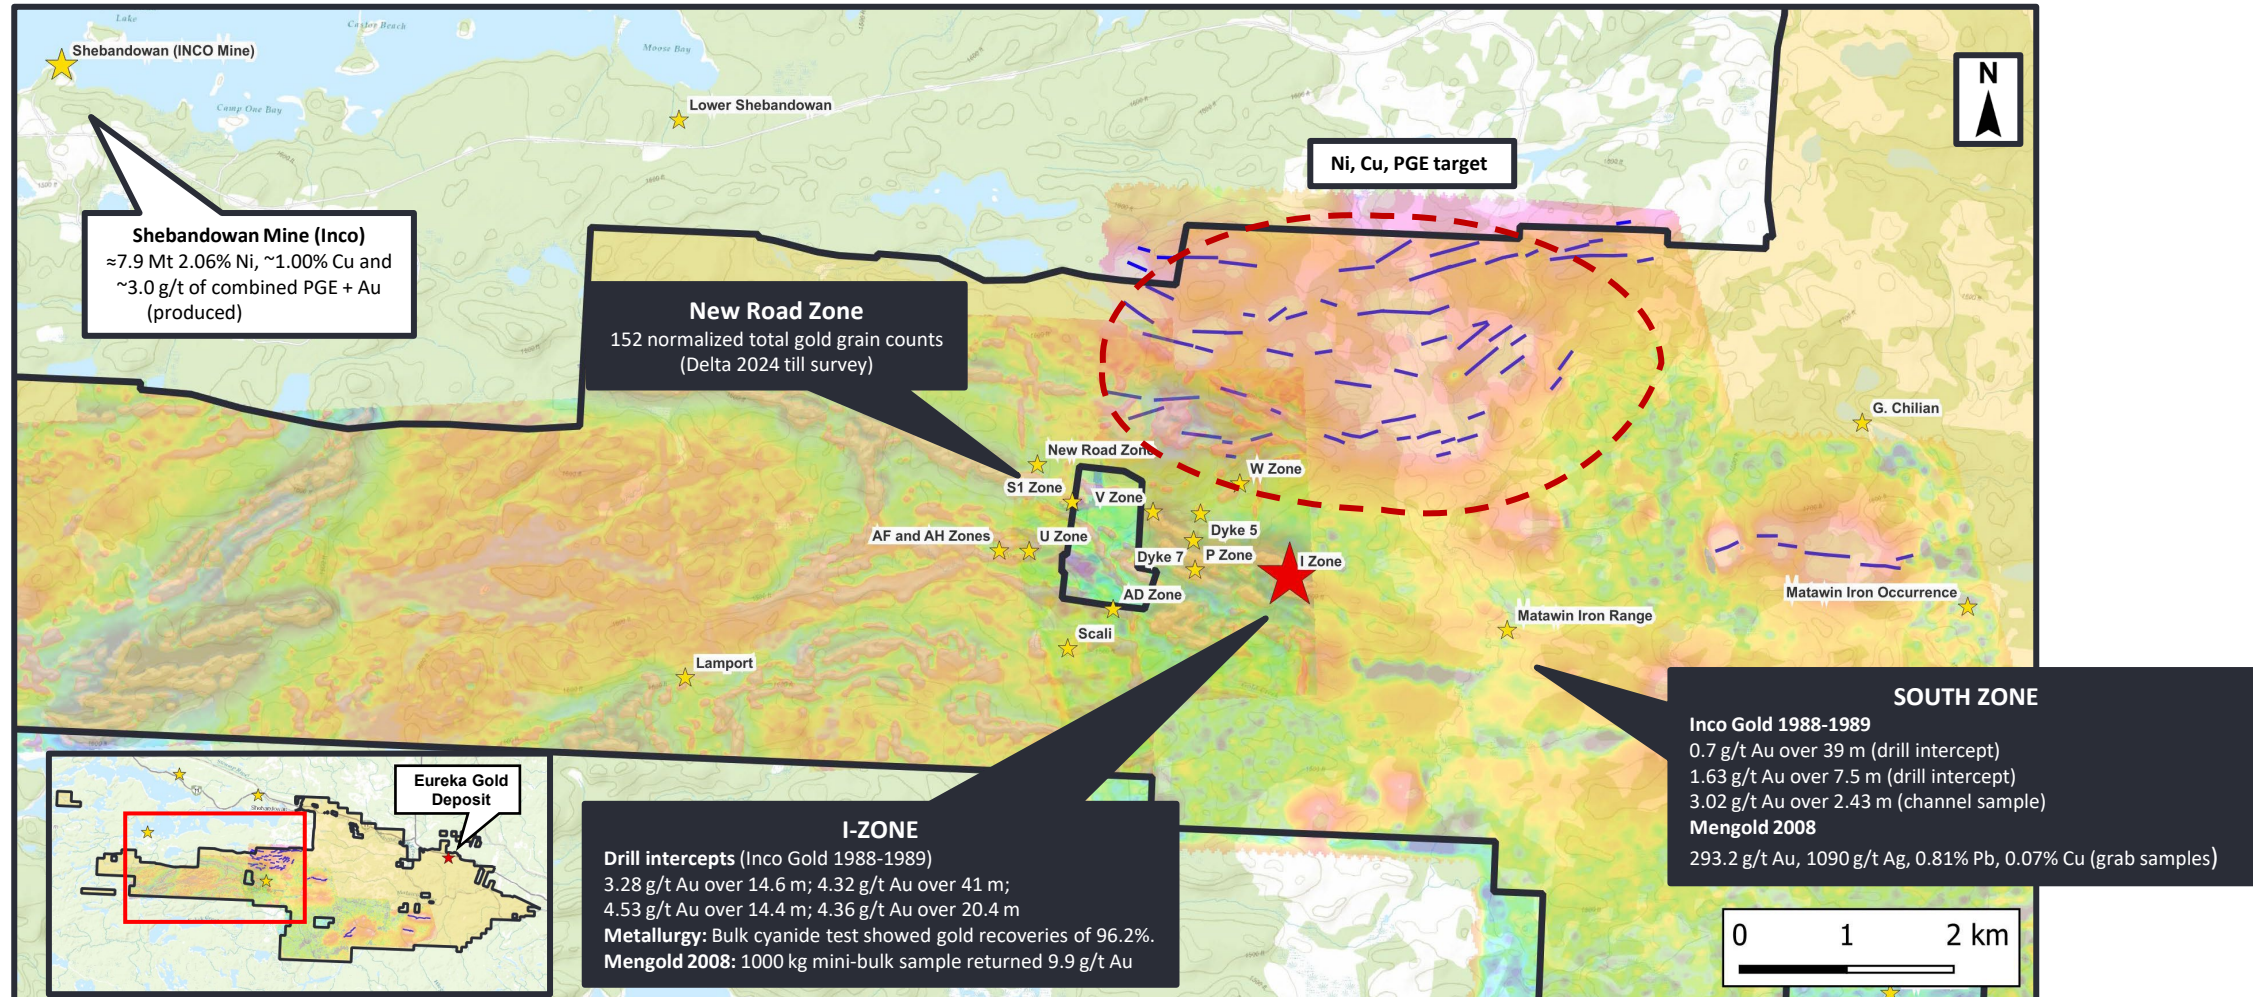 Lake
Castor Beach
Moose Bay
Shebandowan (INCO Mine)
Camp One Bay
Lower Shebandowan
N
Ni, Cu, PGE target
Shebandowan Mine (Inco)
≈7.9 Mt 2.06% Ni, ~1.00% Cu and
~3.0 g/t of combined PGE + Au
(produced)
New Road Zone
152 normalized total gold grain counts
(Delta 2024 till survey)
G. Chilian
New Road Zone
W Zone
S1 Zone
V Zone
AF and AH Zones
U Zone
Dyke 5
Dyke 7
P Zone
I Zone
AD Zone
Matawin Iron Occurrence
Matawin Iron Range
Scali
Lamport
SOUTH ZONE
Inco Gold 1988-1989
0.7 g/t Au over 39 m (drill intercept)
1.63 g/t Au over 7.5 m (drill intercept)
3.02 g/t Au over 2.43 m (channel sample)
Mengold 2008
293.2 g/t Au, 1090 g/t Ag, 0.81% Pb, 0.07% Cu (grab samples)
Eureka Gold
Deposit
I-ZONE
Drill intercepts (Inco Gold 1988-1989)
3.28 g/t Au over 14.6 m; 4.32 g/t Au over 41 m;
4.53 g/t Au over 14.4 m; 4.36 g/t Au over 20.4 m
Metallurgy: Bulk cyanide test showed gold recoveries of 96.2%.
Mengold 2008: 1000 kg mini-bulk sample returned 9.9 g/t Au
0 1 2 km